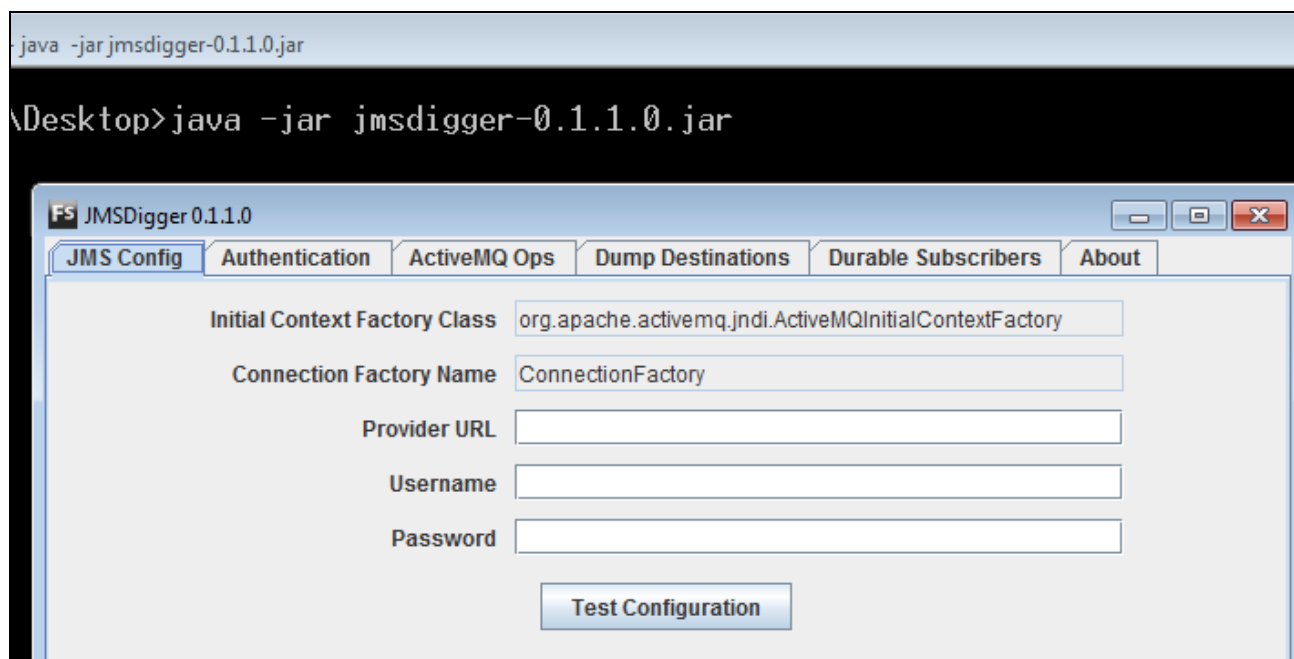 - java -jar jmsdigger-0.1.1.0.jar
\Desktop>java -jar jmsdigger-0.1.1.0.jar
FS JMSDigger 0.1.1.0
JMS Config Authentication ActiveMQ Ops Dump Destinations Durable Subscribers About
Initial Context Factory Class org.apache.activemq.jndi.ActiveMQInitialContextFactory
Connection Factory Name ConnectionFactory
Provider URL
Username
Password
Test Configuration